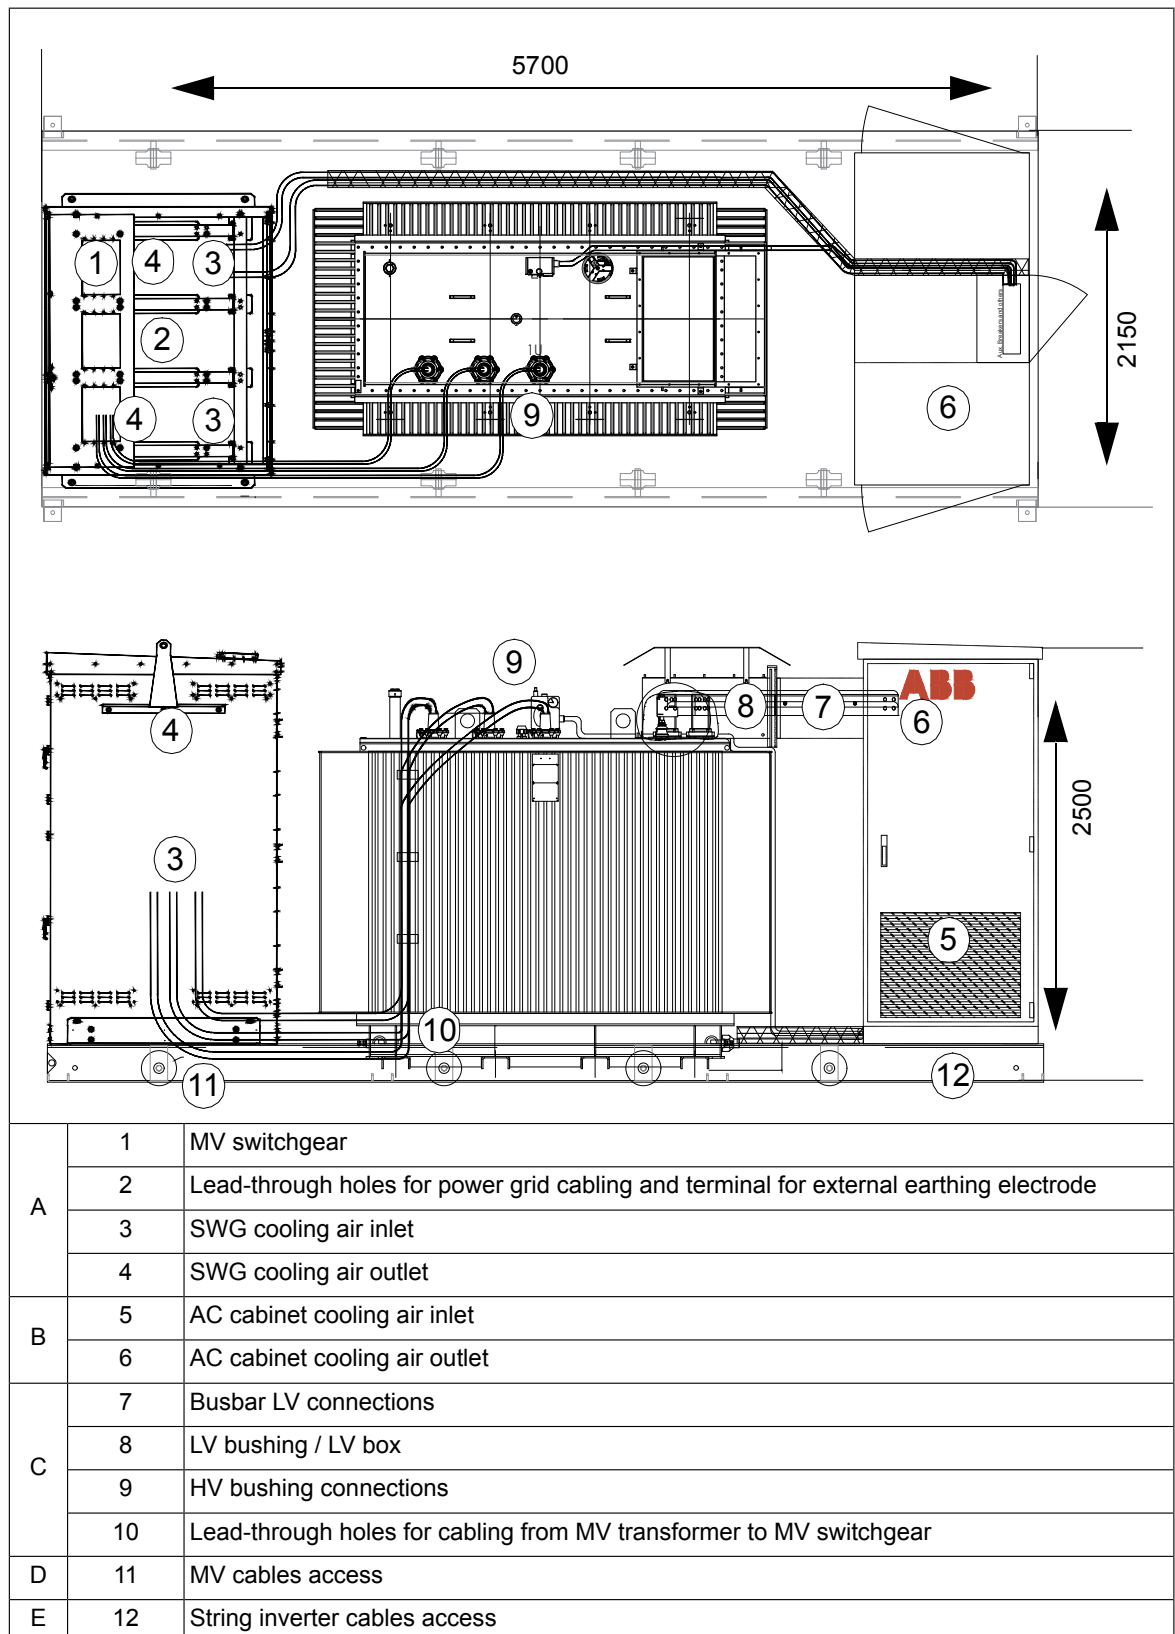 5700
1
4
3
2
4
3
1U
9
Aux. Breakers and others
6
2150
9
4
8
7
ABB
6
3
2500
5
10
11
12
A
1 MV switchgear
2 Lead-through holes for power grid cabling and terminal for external earthing electrode
3 SWG cooling air inlet
4 SWG cooling air outlet
B
5 AC cabinet cooling air inlet
6 AC cabinet cooling air outlet
C
7 Busbar LV connections
8 LV bushing / LV box
9 HV bushing connections
10 Lead-through holes for cabling from MV transformer to MV switchgear
D 11 MV cables access
E 12 String inverter cables access